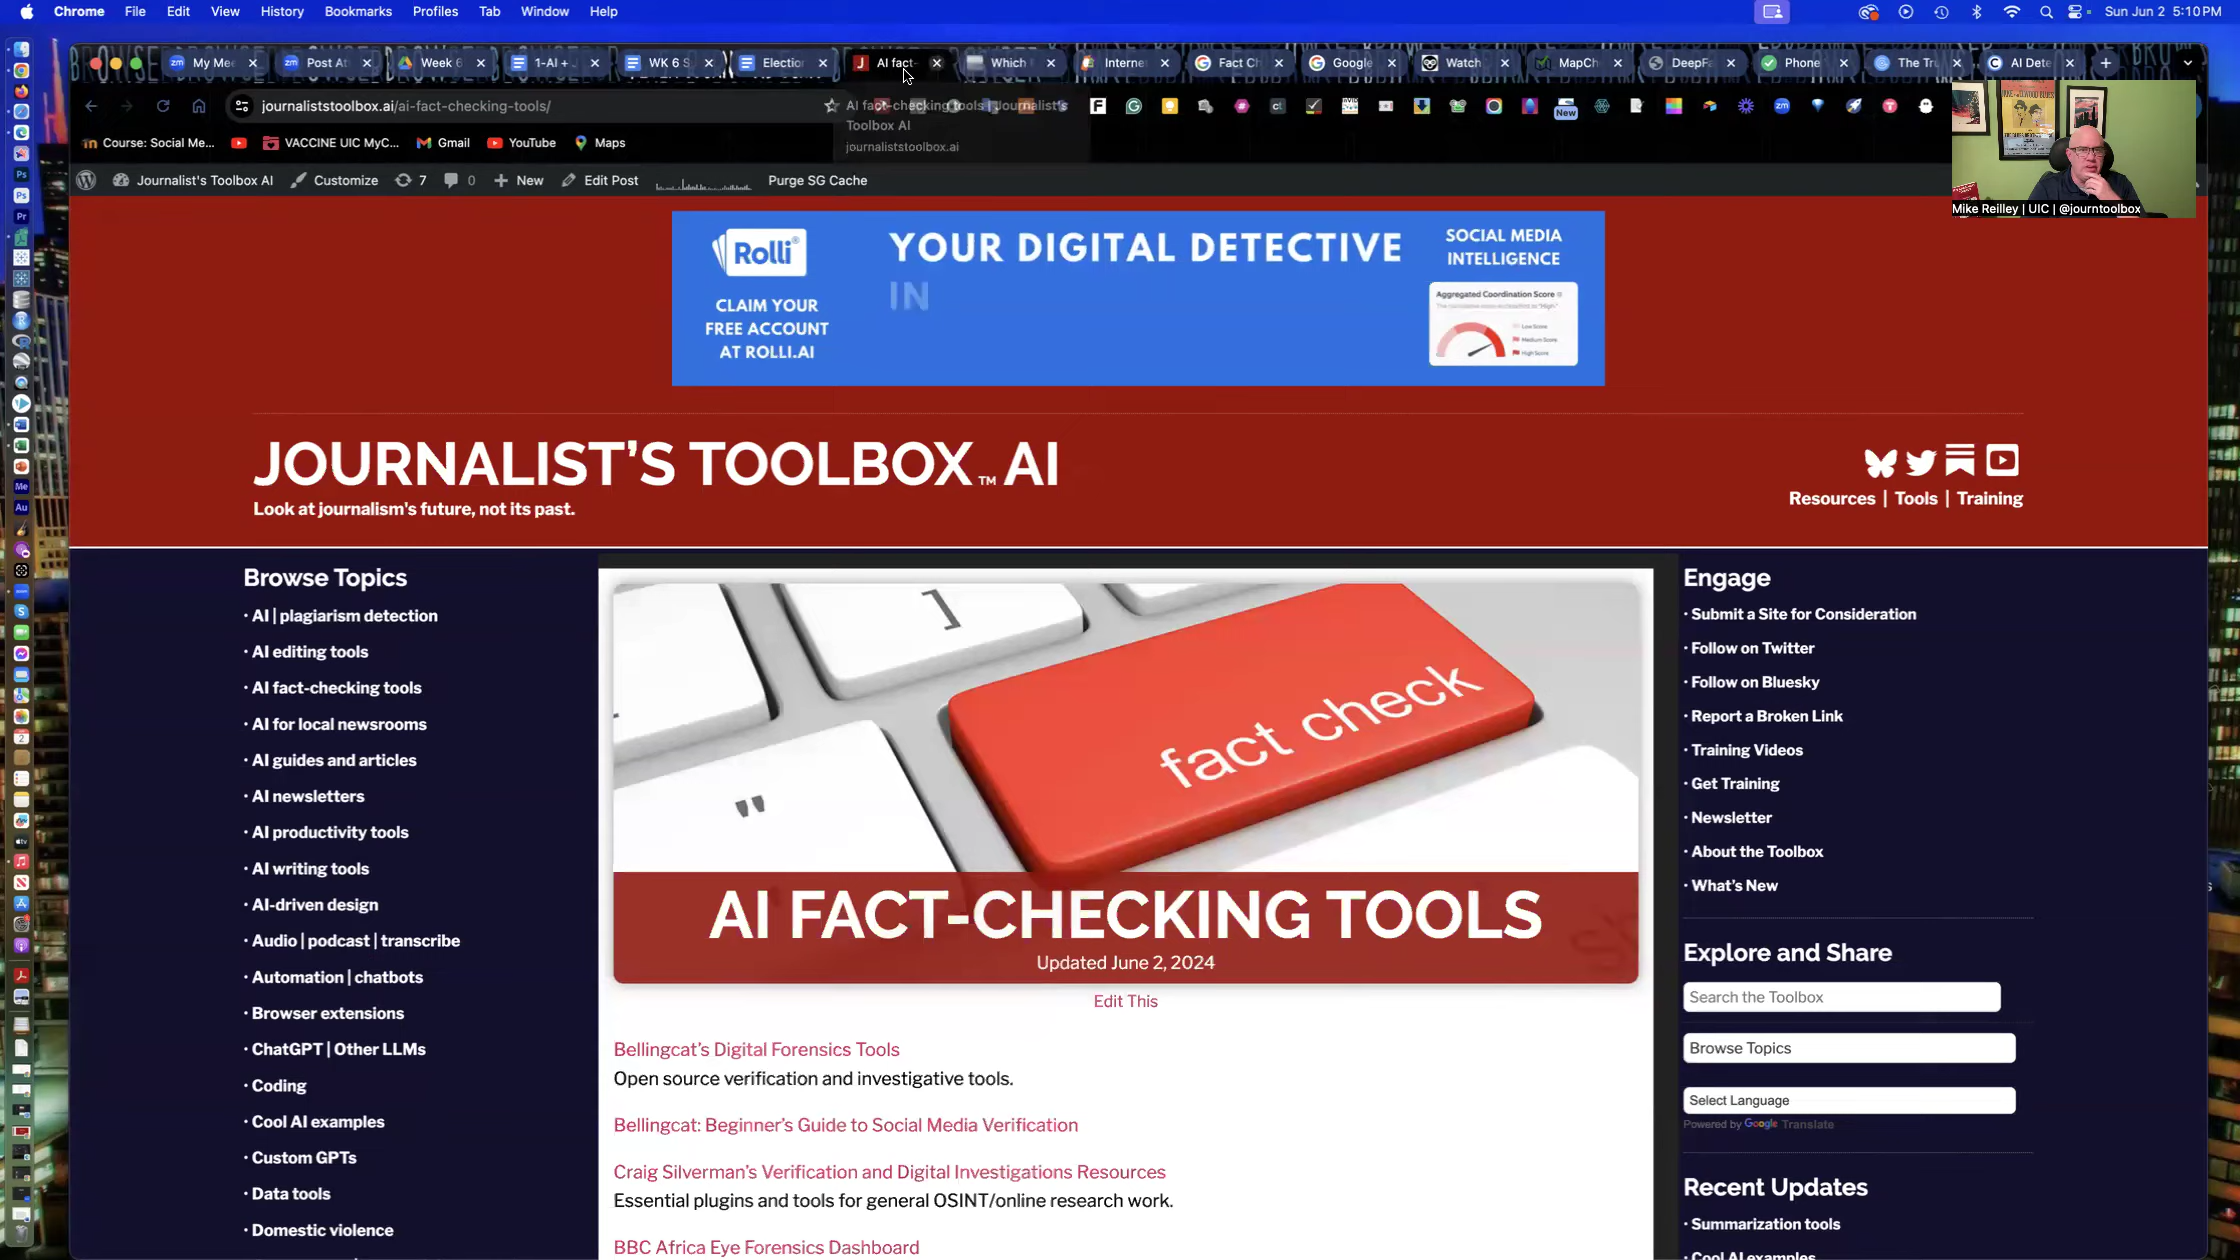 Chrome File Edit View History Bookmarks Profiles Tab Window Help
Sun Jun 2 5:10PM
My Mee
Post At
Week 6
1-AI +
WK 6 S
Electio
AI fact-
Which
Interne
Fact Ch
Google
Watch
MapCh
DeepFa
Phone
The Tru
AI Dete
journaliststoolbox.ai/ai-fact-checking-tools/
AI fact-checking tools | Journalist's
Toolbox AI
journaliststoolbox.ai
New
Course: Social Me...
VACCINE UIC MyC...
Gmail
YouTube
Maps
Journalist's Toolbox AI
Customize
7
0
New
Edit Post
Purge SG Cache
Mike Reilley | UIC | @journtoolbox
Rolli®
CLAIM YOUR
FREE ACCOUNT
AT ROLLI.AI
YOUR DIGITAL DETECTIVE
IN
SOCIAL MEDIA
INTELLIGENCE
Aggregated Coordination Score
Low Score
Medium Score
High Score
JOURNALIST'S TOOLBOX™ AI
Look at journalism's future, not its past.
Resources | Tools | Training
Browse Topics
· AI | plagiarism detection
· AI editing tools
· AI fact-checking tools
· AI for local newsrooms
· AI guides and articles
· AI newsletters
· AI productivity tools
· AI writing tools
· AI-driven design
· Audio | podcast | transcribe
· Automation | chatbots
· Browser extensions
· ChatGPT | Other LLMs
· Coding
· Cool AI examples
· Custom GPTs
· Data tools
· Domestic violence
]
"
fact check
AI FACT-CHECKING TOOLS
Updated June 2, 2024
Edit This
Bellingcat's Digital Forensics Tools
Open source verification and investigative tools.
Bellingcat: Beginner's Guide to Social Media Verification
Craig Silverman's Verification and Digital Investigations Resources
Essential plugins and tools for general OSINT/online research work.
BBC Africa Eye Forensics Dashboard
Engage
· Submit a Site for Consideration
· Follow on Twitter
· Follow on Bluesky
· Report a Broken Link
· Training Videos
· Get Training
· Newsletter
· About the Toolbox
· What's New
Explore and Share
Search the Toolbox
Browse Topics
Select Language
Powered by Google Translate
Recent Updates
· Summarization tools
· Cool AI examples